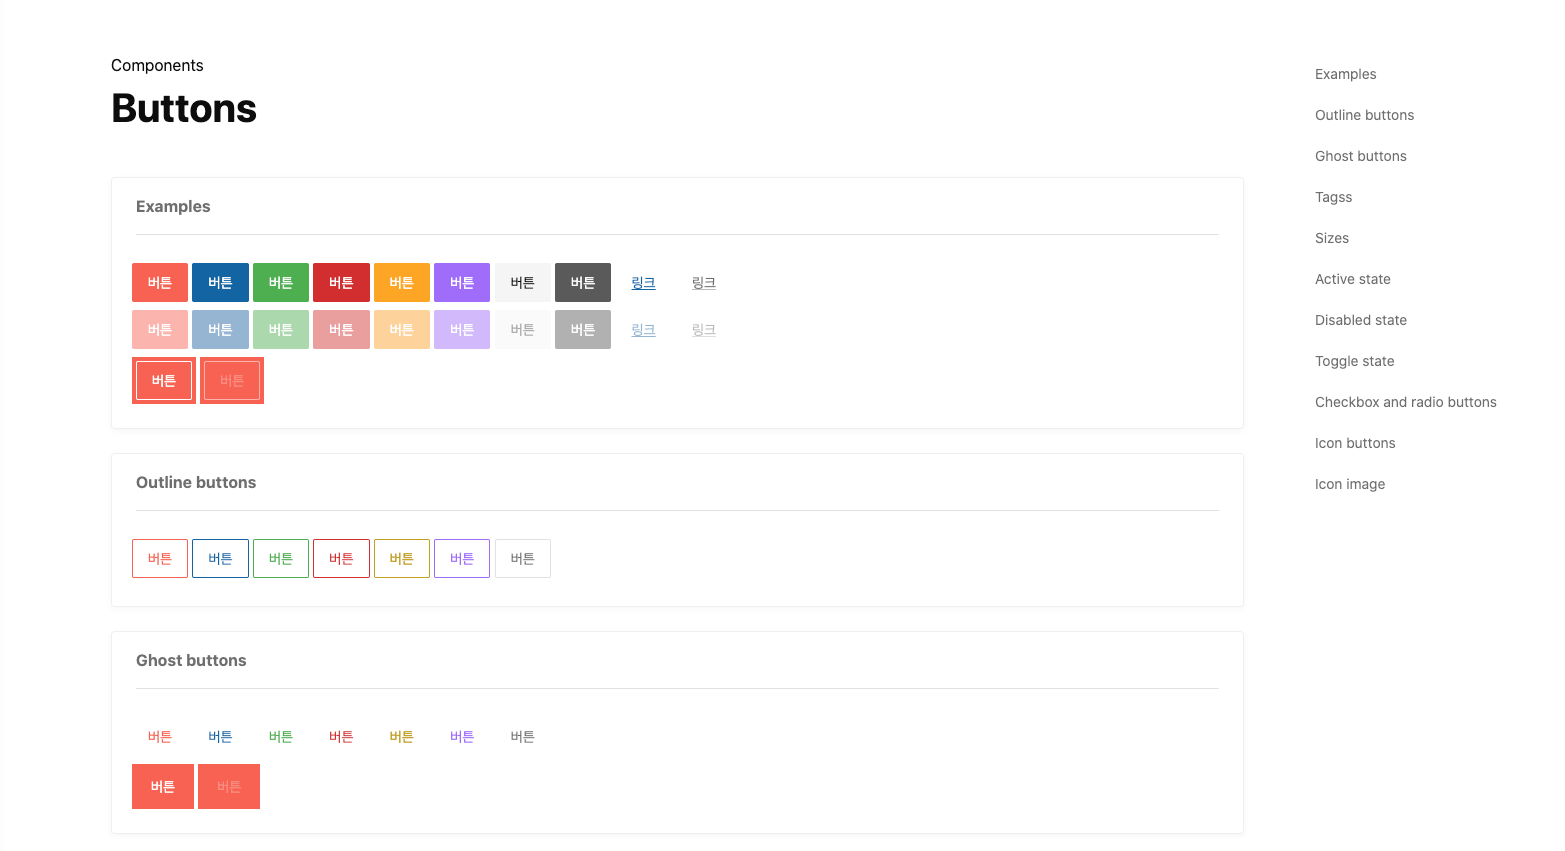 Components
Buttons
Examples
버튼 버튼 버튼 버튼 버튼 버튼 버튼 버튼 링크 링크
버튼 버튼 버튼 버튼 버튼 버튼 버튼 버튼 링크 링크
버튼 버튼
Outline buttons
버튼 버튼 버튼 버튼 버튼 버튼 버튼
Ghost buttons
버튼 버튼 버튼 버튼 버튼 버튼 버튼
버튼 버튼
Examples
Outline buttons
Ghost buttons
Tagss
Sizes
Active state
Disabled state
Toggle state
Checkbox and radio buttons
Icon buttons
Icon image